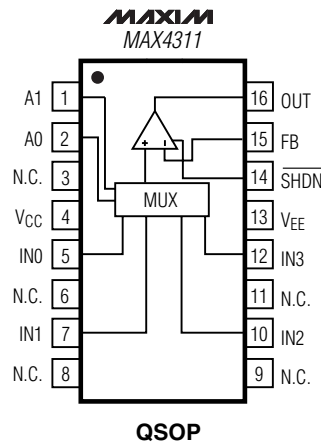 MAXIM
MAX4311
A1 1 16 OUT
A0 2 + - 15 FB
N.C. 3 14 SHDN
VCC 4 MUX 13 VEE
IN0 5 12 IN3
N.C. 6 11 N.C.
IN1 7 10 IN2
N.C. 8 9 N.C.
QSOP